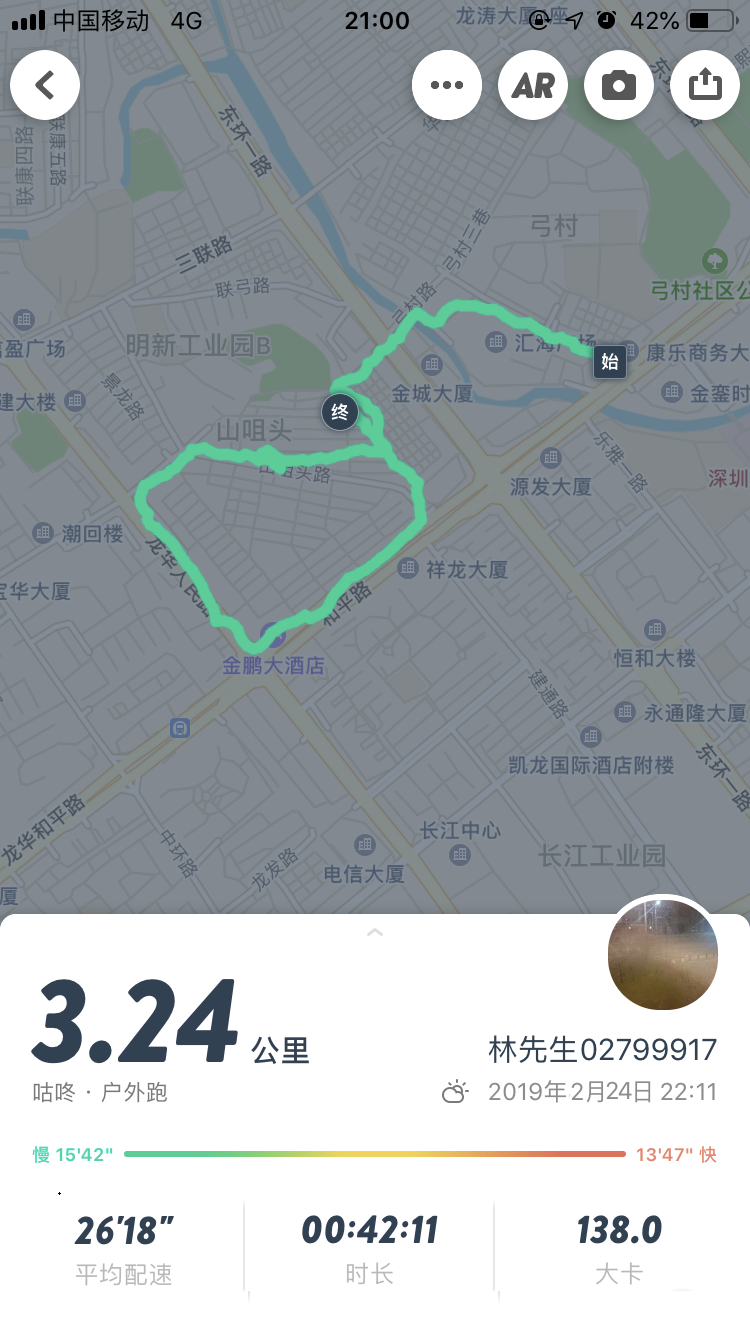 中国移动 4G 21:00 42%
龙涛大厦
座
AR
东环一路
联康四路
联康五路
三联路
弓村三巷
弓村
联弓路
弓村路
弓村社区公
盈广场
明新工业园B
汇海广场
始
康乐商务大
建大楼
景龙路
金城大厦
金銮时
终
山咀头
山咀头路
乐雅一路
源发大厦
深圳
潮回楼
龙华人民路
祥龙大厦
宝华大厦
和平路
金鹏大酒店
恒和大楼
建通路
永通隆大厦
凯龙国际酒店附楼
东环一路
龙华和平路
中环路
龙发路
长江中心
电信大厦
长江工业园
厦
3.24 公里
林先生02799917
咕咚 · 户外跑
2019年2月24日 22:11
慢 15'42" 13'47" 快
26'18" 00:42:11 138.0
平均配速 时长 大卡